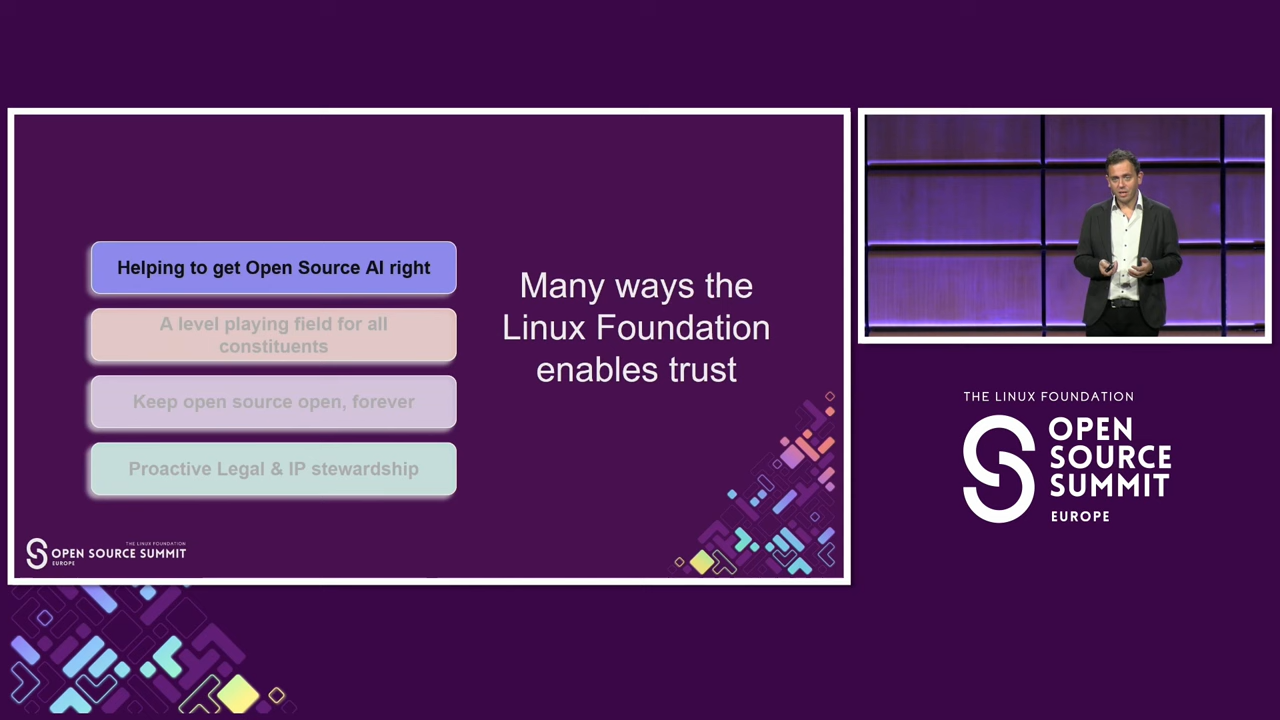 Helping to get Open Source AI right
A level playing field for all
constituents
Keep open source open, forever
Proactive Legal & IP stewardship
Many ways the
Linux Foundation
enables trust
THE LINUX FOUNDATION
OPEN SOURCE SUMMIT
EUROPE
THE LINUX FOUNDATION
OPEN
SOURCE
SUMMIT
EUROPE